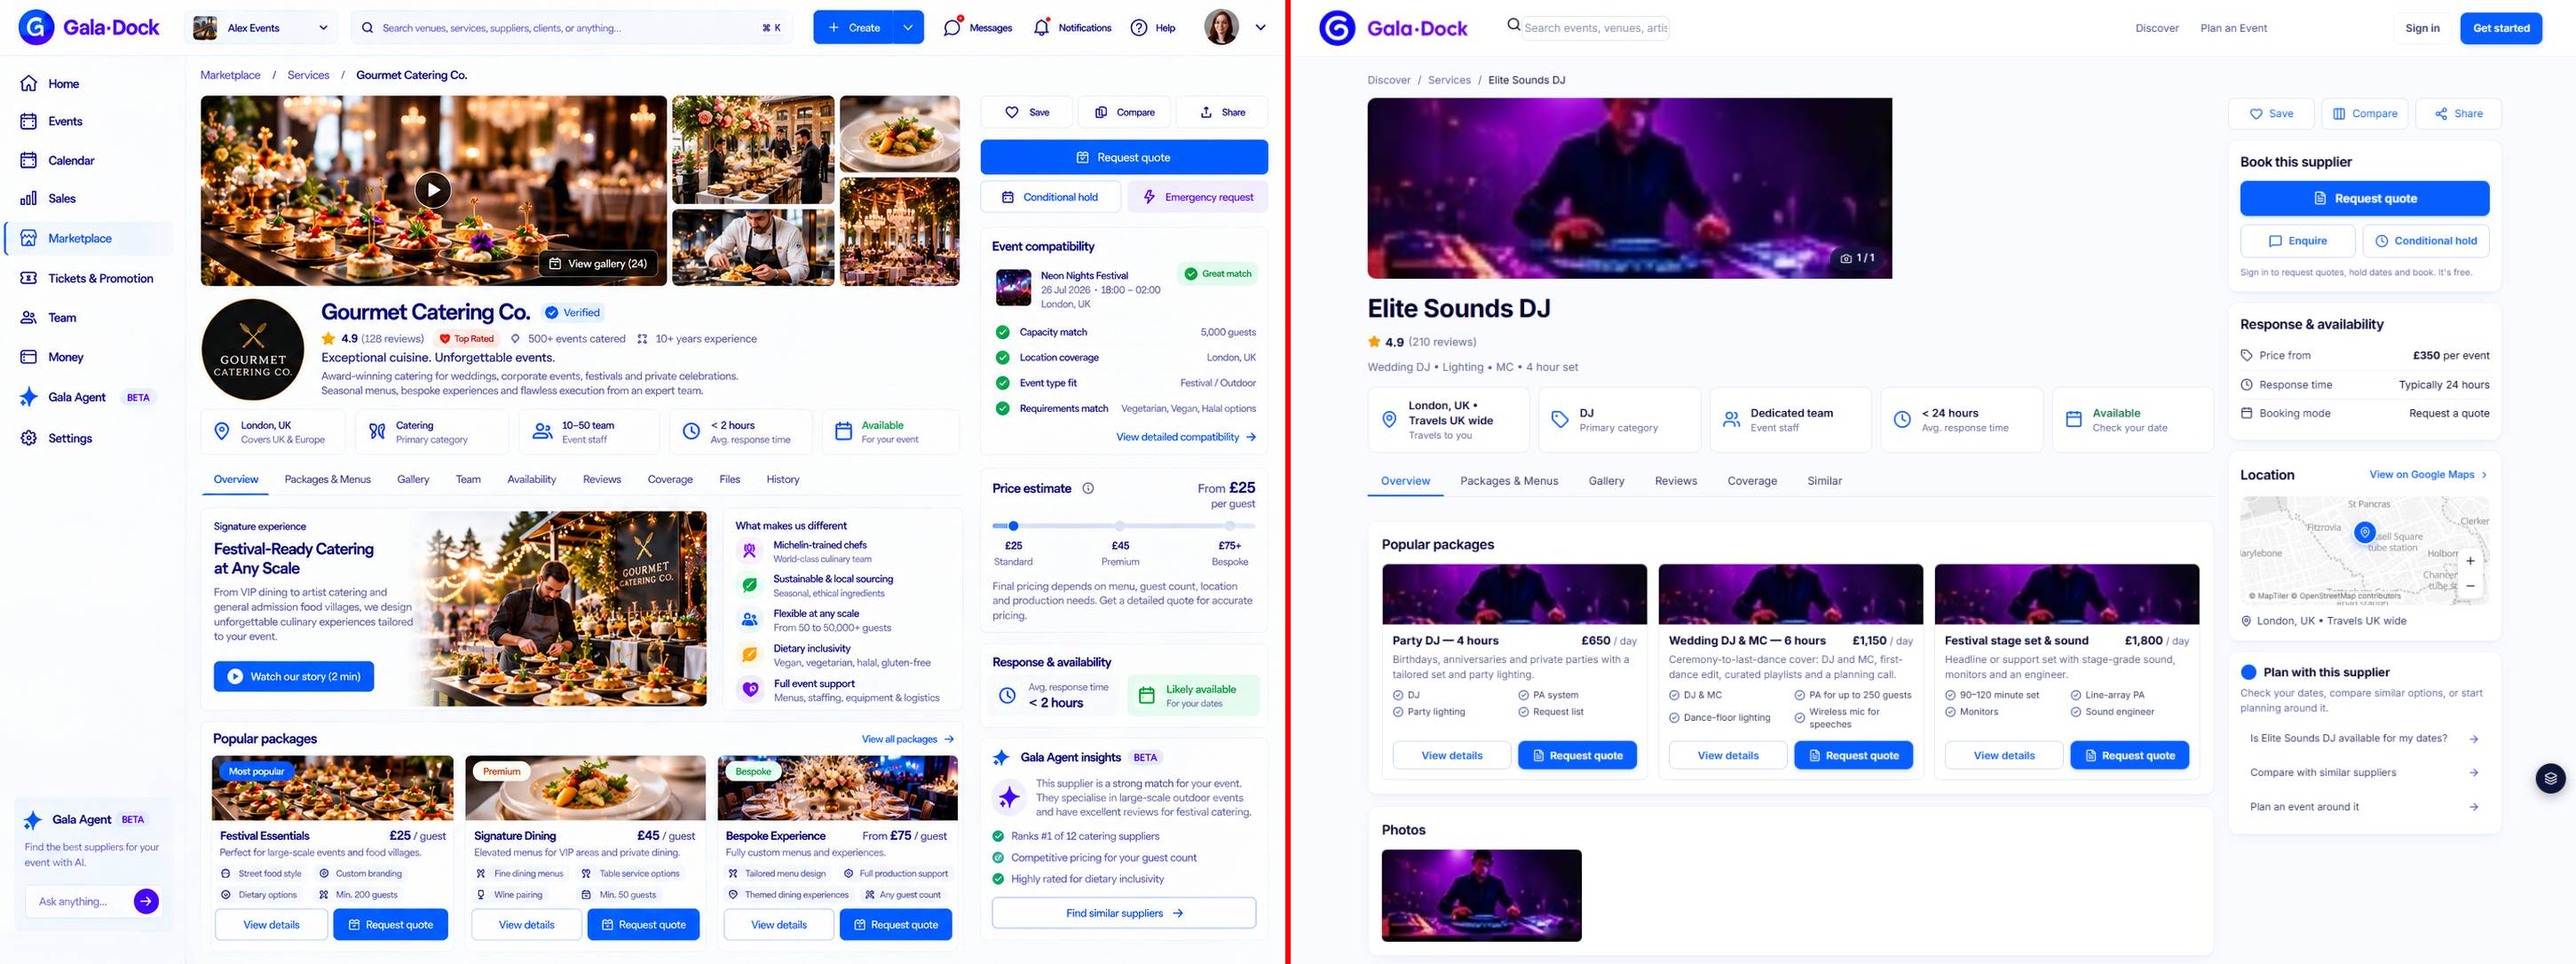 Gala·Dock
Alex Events
Search venues, services, suppliers, clients, or anything...
⌘ K
+ Create
Messages
Notifications
Help
Home
Events
Calendar
Sales
Marketplace
Tickets & Promotion
Team
Money
Gala Agent BETA
Settings
Gala Agent BETA
Find the best suppliers for your
event with AI.
Ask anything...
Marketplace / Services / Gourmet Catering Co.
View gallery (24)
GOURMET
CATERING CO.
Gourmet Catering Co. Verified
4.9 (128 reviews) Top Rated 500+ events catered 10+ years experience
Exceptional cuisine. Unforgettable events.
Award-winning catering for weddings, corporate events, festivals and private celebrations.
Seasonal menus, bespoke experiences and flawless execution from an expert team.
London, UK
Covers UK & Europe
Catering
Primary category
10–50 team
Event staff
< 2 hours
Avg. response time
Available
For your event
Overview Packages & Menus Gallery Team Availability Reviews Coverage Files History
Signature experience
Festival-Ready Catering
at Any Scale
From VIP dining to artist catering and
general admission food villages, we design
unforgettable culinary experiences tailored
to your event.
Watch our story (2 min)
GOURMET
CATERING CO.
What makes us different
Michelin-trained chefs
World-class culinary team
Sustainable & local sourcing
Seasonal, ethical ingredients
Flexible at any scale
From 50 to 50,000+ guests
Dietary inclusivity
Vegan, vegetarian, halal, gluten-free
Full event support
Menus, staffing, equipment & logistics
Popular packages
View all packages →
Most popular
Festival Essentials £25 / guest
Perfect for large-scale events and food villages.
Street food style Custom branding
Dietary options Min. 200 guests
View details Request quote
Premium
Signature Dining £45 / guest
Elevated menus for VIP areas and private dining.
Fine dining menus Table service options
Wine pairing Min. 50 guests
View details Request quote
Bespoke
Bespoke Experience From £75 / guest
Fully custom menus and experiences.
Tailored menu design Full production support
Themed dining experiences Any guest count
View details Request quote
Save Compare Share
Request quote
Conditional hold Emergency request
Event compatibility
Neon Nights Festival
26 Jul 2026 · 18:00 – 02:00
London, UK
Great match
Capacity match 5,000 guests
Location coverage London, UK
Event type fit Festival / Outdoor
Requirements match Vegetarian, Vegan, Halal options
View detailed compatibility →
Price estimate From £25
per guest
£25 £45 £75+
Standard Premium Bespoke
Final pricing depends on menu, guest count, location
and production needs. Get a detailed quote for accurate
pricing.
Response & availability
Avg. response time
< 2 hours
Likely available
For your dates
Gala Agent insights BETA
This supplier is a strong match for your event.
They specialise in large-scale outdoor events
and have excellent reviews for festival catering.
Ranks #1 of 12 catering suppliers
Competitive pricing for your guest count
Highly rated for dietary inclusivity
Find similar suppliers →
Gala·Dock
Search events, venues, artis
Discover
Plan an Event
Sign in
Get started
Discover / Services / Elite Sounds DJ
1 / 1
Elite Sounds DJ
4.9 (210 reviews)
Wedding DJ • Lighting • MC • 4 hour set
London, UK •
Travels UK wide
Travels to you
DJ
Primary category
Dedicated team
Event staff
< 24 hours
Avg. response time
Available
Check your date
Overview Packages & Menus Gallery Reviews Coverage Similar
Popular packages
Party DJ — 4 hours £650 / day
Birthdays, anniversaries and private parties with a
tailored set and party lighting.
DJ PA system
Party lighting Request list
View details Request quote
Wedding DJ & MC — 6 hours £1,150 / day
Ceremony-to-last-dance cover: DJ and MC, first-
dance edit, curated playlists and a planning call.
DJ & MC PA for up to 250 guests
Dance-floor lighting Wireless mic for
speeches
View details Request quote
Festival stage set & sound £1,800 / day
Headline or support set with stage-grade sound,
monitors and an engineer.
90–120 minute set Line-array PA
Monitors Sound engineer
View details Request quote
Photos
Save Compare Share
Book this supplier
Request quote
Enquire Conditional hold
Sign in to request quotes, hold dates and book. It's free.
Response & availability
Price from £350 per event
Response time Typically 24 hours
Booking mode Request a quote
Location View on Google Maps ›
St Pancras
Fitzrovia
Clerker
sell Square
tube station
arylebone
Holborn
+
−
© MapTiler © OpenStreetMap contributors
London, UK • Travels UK wide
Plan with this supplier
Check your dates, compare similar options, or start
planning around it.
Is Elite Sounds DJ available for my dates? →
Compare with similar suppliers →
Plan an event around it →